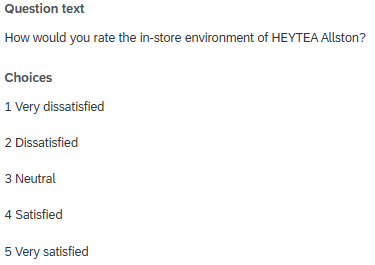 Question text
How would you rate the in-store environment of HEYTEA Allston?
Choices
1 Very dissatisfied
2 Dissatisfied
3 Neutral
4 Satisfied
5 Very satisfied